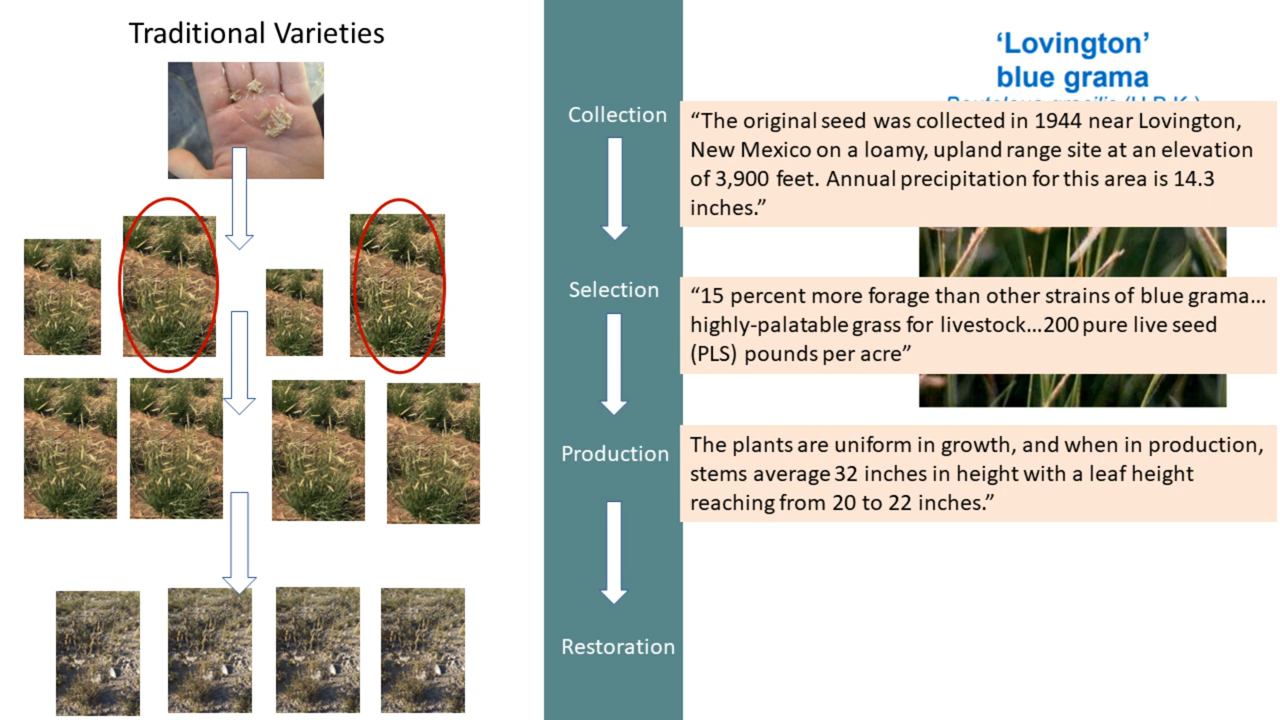 Traditional Varieties
Collection
Selection
Production
Restoration
‘Lovington’
blue grama
“The original seed was collected in 1944 near Lovington,
New Mexico on a loamy, upland range site at an elevation
of 3,900 feet. Annual precipitation for this area is 14.3
inches.”
“15 percent more forage than other strains of blue grama...
highly-palatable grass for livestock...200 pure live seed
(PLS) pounds per acre”
The plants are uniform in growth, and when in production,
stems average 32 inches in height with a leaf height
reaching from 20 to 22 inches.”